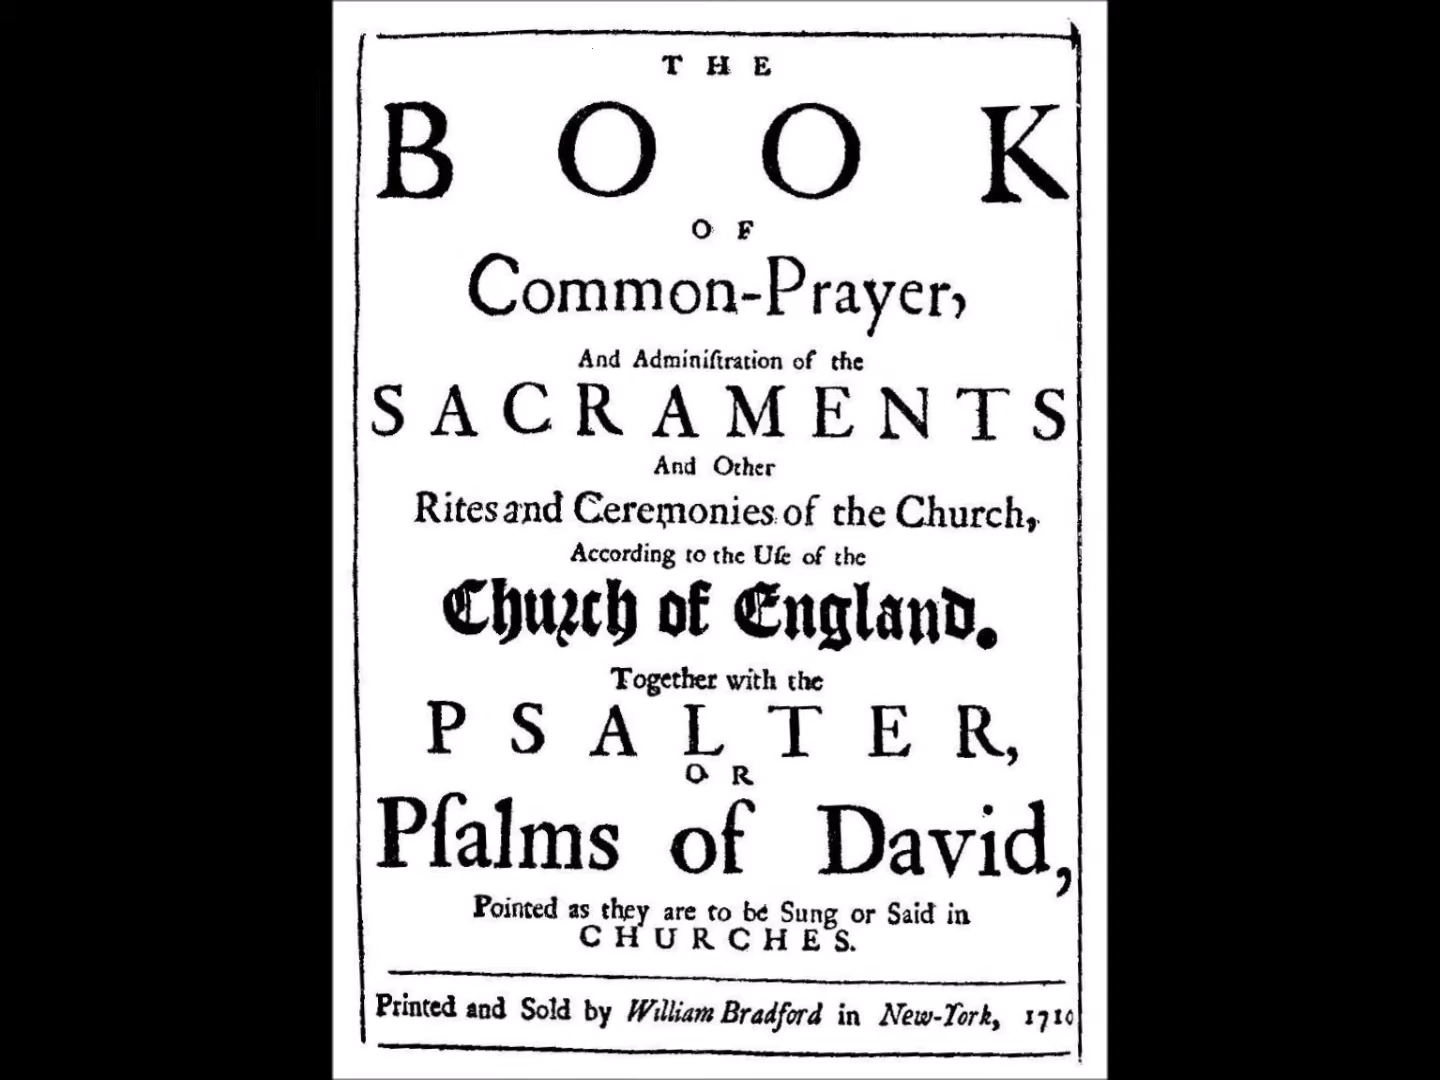 THE
BOOK
OF
Common-Prayer,
And Adminiſtration of the
SACRAMENTS
And Other
Rites and Ceremonies of the Church,
According to the Uſe of the
Church of England.
Together with the
PSALTER,
OR
Pſalms of David,
Pointed as they are to be Sung or Said in
CHURCHES.
Printed and Sold by William Bradford in New-York, 1710